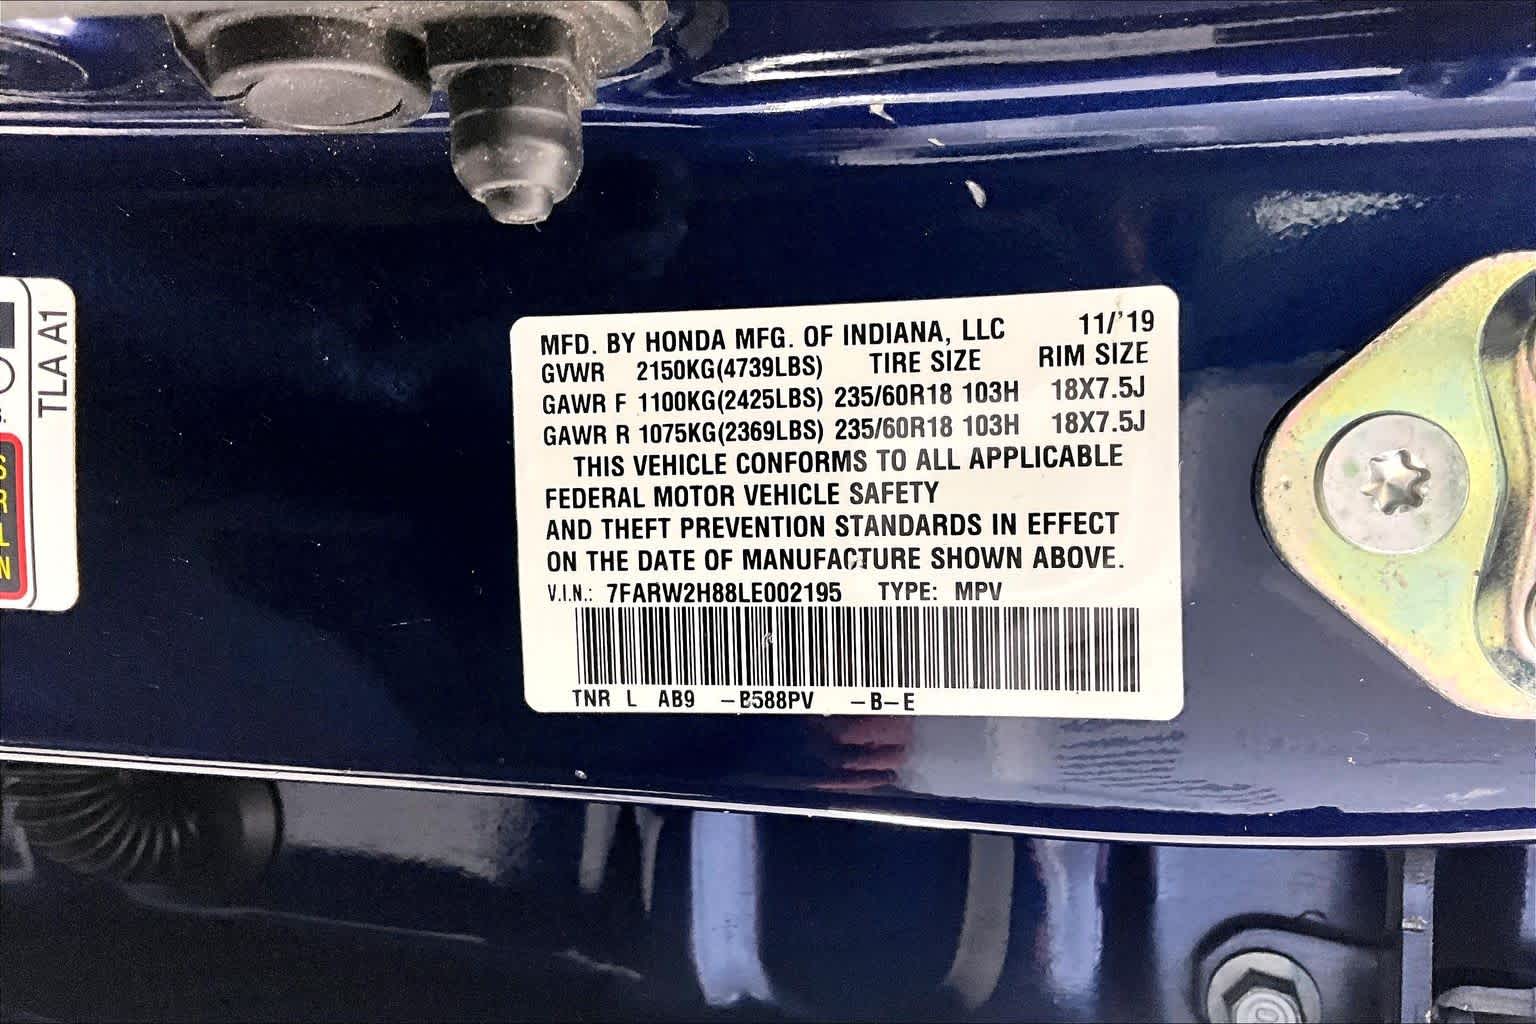 MFD. BY HONDA MFG. OF INDIANA, LLC 11/'19
GVWR 2150KG(4739LBS) TIRE SIZE RIM SIZE
GAWR F 1100KG(2425LBS) 235/60R18 103H 18X7.5J
GAWR R 1075KG(2369LBS) 235/60R18 103H 18X7.5J
THIS VEHICLE CONFORMS TO ALL APPLICABLE
FEDERAL MOTOR VEHICLE SAFETY
AND THEFT PREVENTION STANDARDS IN EFFECT
ON THE DATE OF MANUFACTURE SHOWN ABOVE.
V.I.N.: 7FARW2H88LE002195 TYPE: MPV
TNR L AB9 -B588PV -B-E
TLA A1